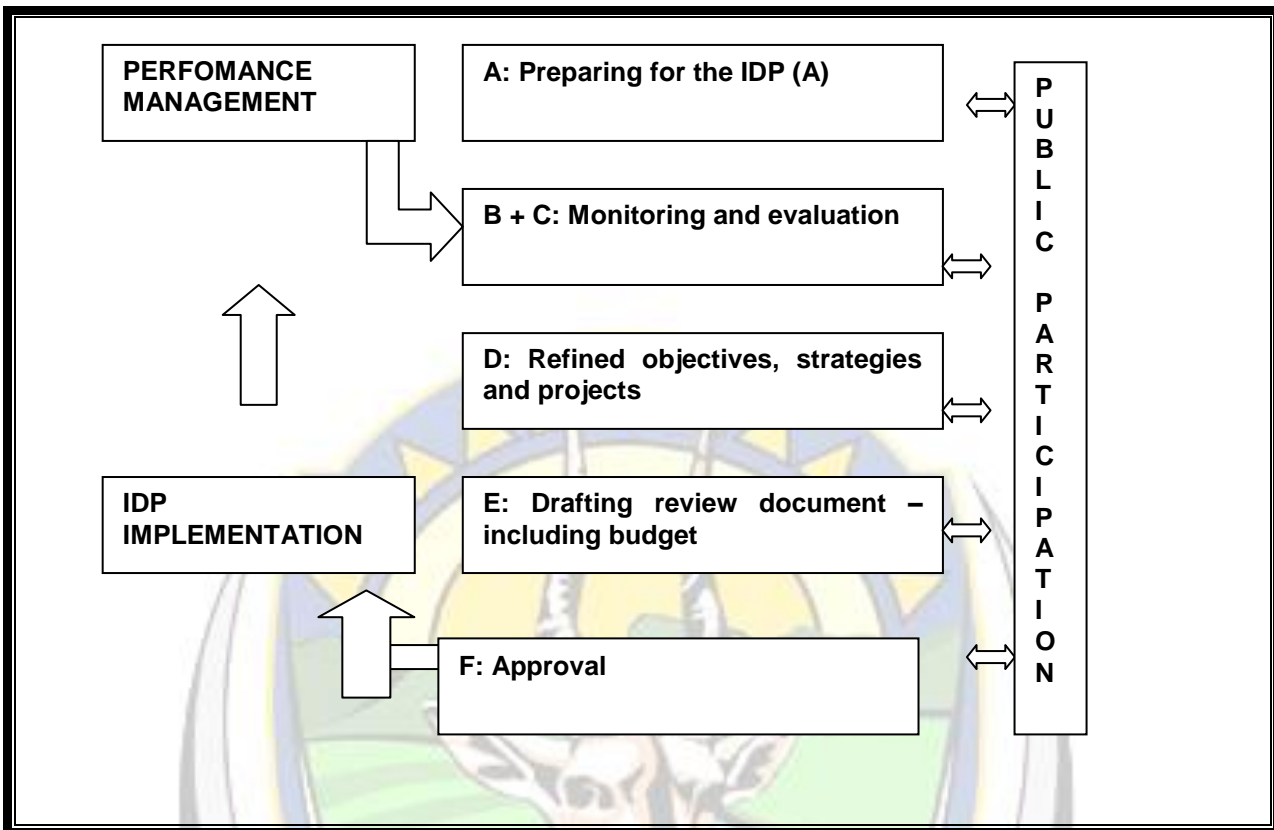 PERFOMANCE
MANAGEMENT
A: Preparing for the IDP (A)
B + C: Monitoring and evaluation
D: Refined objectives, strategies
and projects
IDP
IMPLEMENTATION
E: Drafting review document –
including budget
F: Approval
P
U
B
L
I
C
P
A
R
T
I
C
I
P
A
T
I
O
N